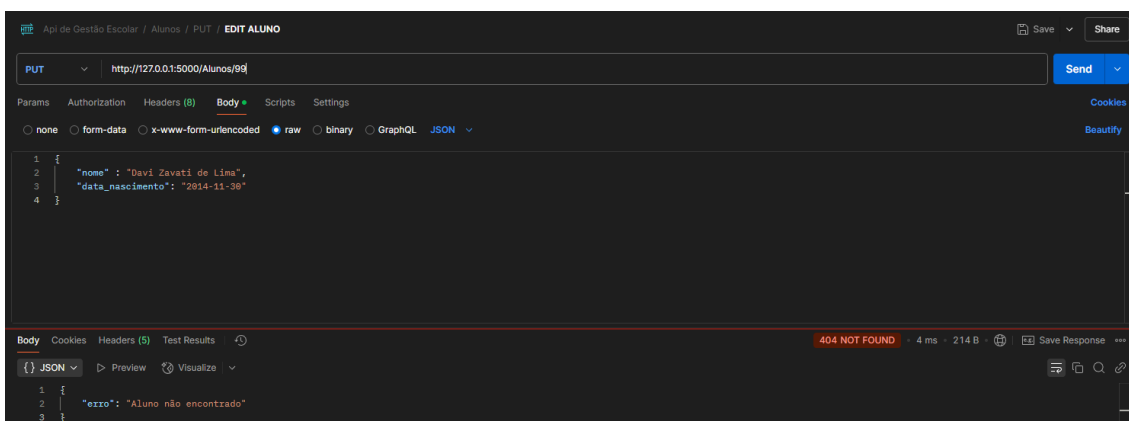 HTTP Api de Gestão Escolar / Alunos / PUT / EDIT ALUNO Save Share
PUT http://127.0.0.1:5000/Alunos/99 Send
Params Authorization Headers (8) Body Scripts Settings Cookies
none form-data x-www-form-urlencoded raw binary GraphQL JSON Beautify
1 {
2 "nome" : "Davi Zavati de Lima",
3 "data_nascimento": "2014-11-30"
4 }
Body Cookies Headers (5) Test Results 404 NOT FOUND 4 ms 214 B Save Response
{} JSON Preview Visualize
1 {
2 "erro": "Aluno não encontrado"
3 }